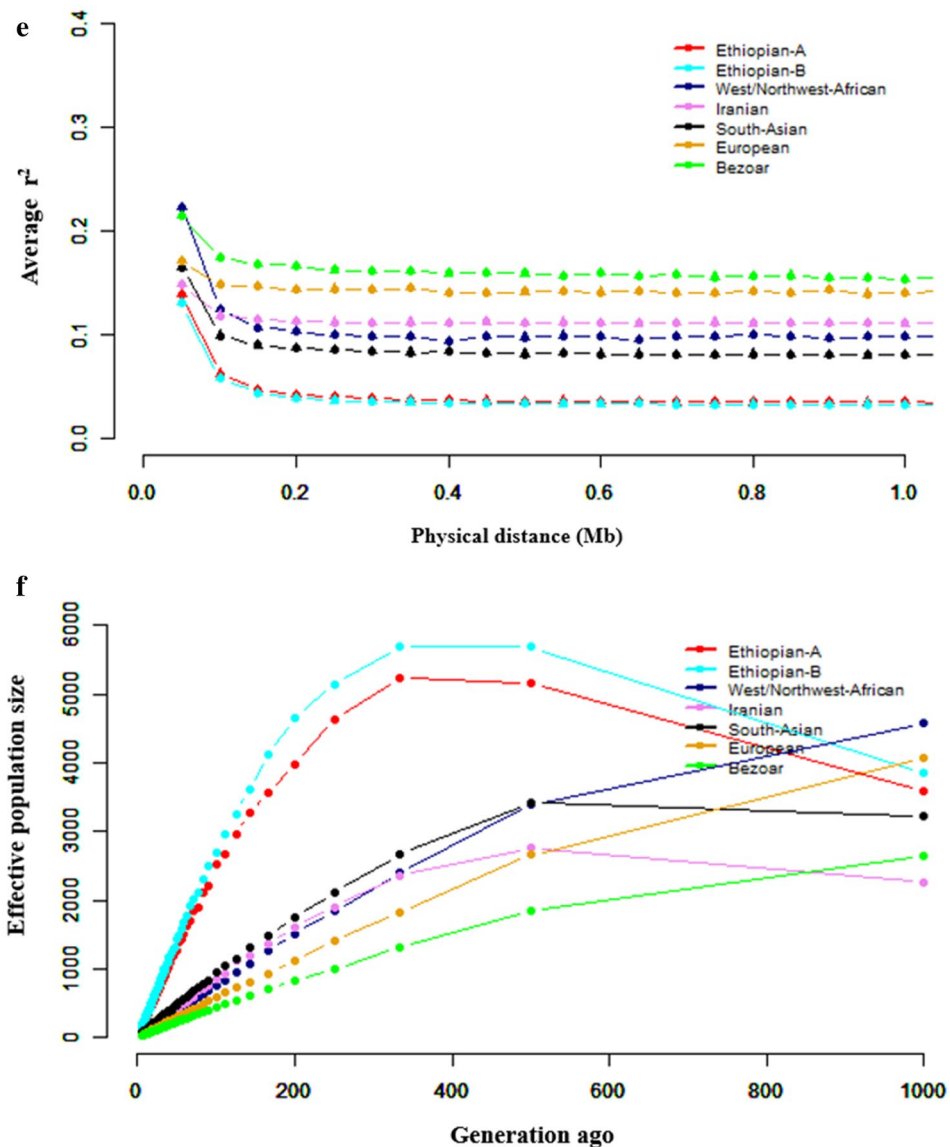 e
0.4
0.3
0.2
0.1
0.0
Average r²
Ethiopian-A
Ethiopian-B
West/Northwest-African
Iranian
South-Asian
European
Bezoar
0.0 0.2 0.4 0.6 0.8 1.0
Physical distance (Mb)
f
6000
5000
4000
3000
2000
1000
0
Effective population size
Ethiopian-A
Ethiopian-B
West/Northwest-African
Iranian
South-Asian
European
Bezoar
0 200 400 600 800 1000
Generation ago